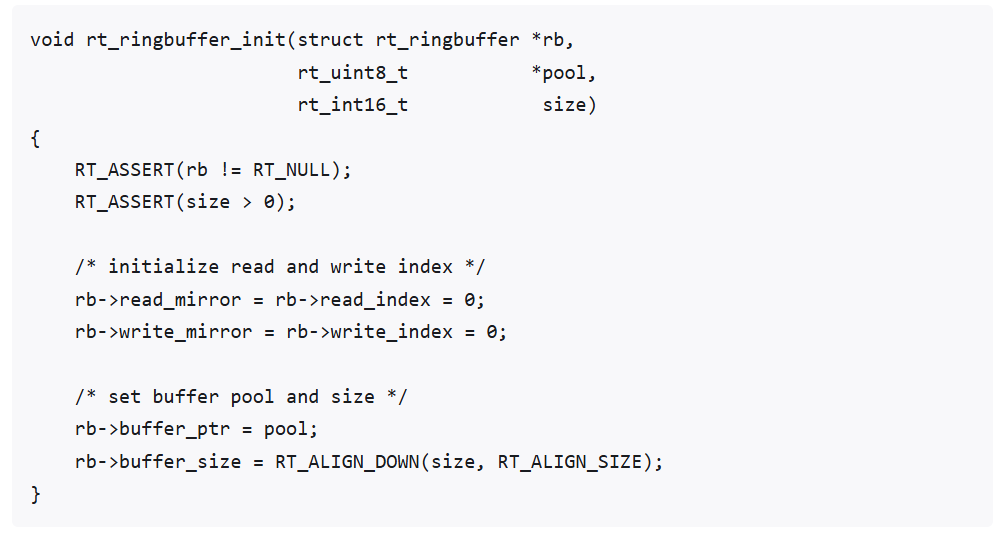 void rt_ringbuffer_init(struct rt_ringbuffer *rb,
                        rt_uint8_t           *pool,
                        rt_int16_t            size)
{
    RT_ASSERT(rb != RT_NULL);
    RT_ASSERT(size > 0);

    /* initialize read and write index */
    rb->read_mirror = rb->read_index = 0;
    rb->write_mirror = rb->write_index = 0;

    /* set buffer pool and size */
    rb->buffer_ptr = pool;
    rb->buffer_size = RT_ALIGN_DOWN(size, RT_ALIGN_SIZE);
}